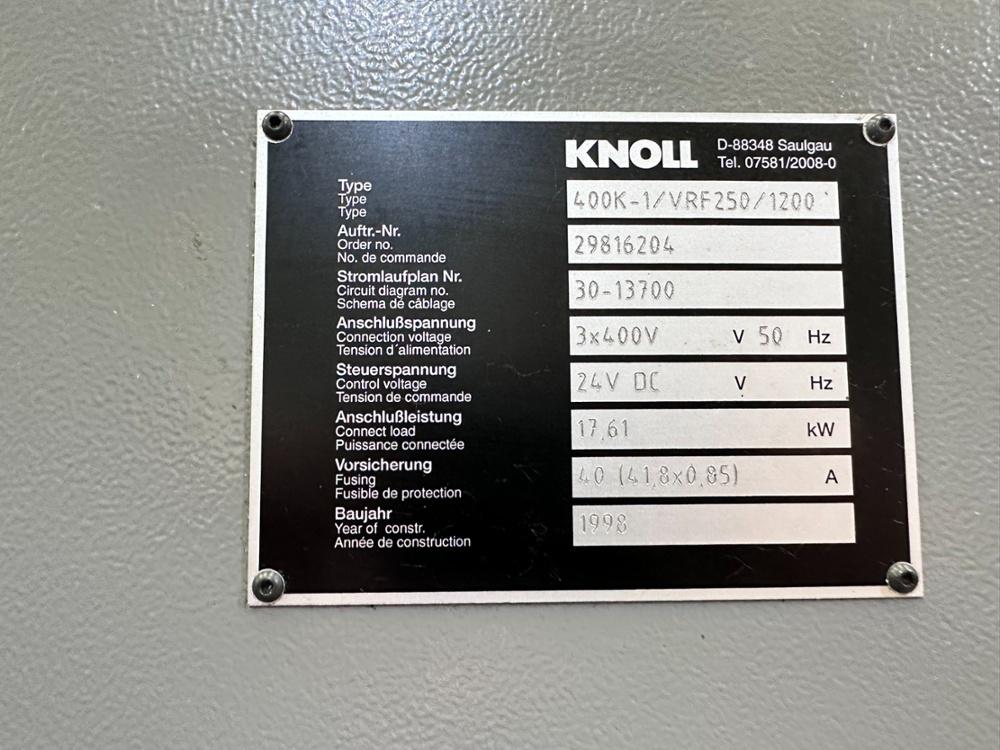 KNOLL D-88348 Saulgau
Tel. 07581/2008-0
Type
Type
Type
400K-1/VRF250/1200
Auftr.-Nr.
Order no.
No. de commande
29816204
Stromlaufplan Nr.
Circuit diagram no.
Schema de câblage
30-13700
Anschlußspannung
Connection voltage
Tension d´alimentation
3x400V V 50 Hz
Steuerspannung
Control voltage
Tension de commande
24V DC V Hz
Anschlußleistung
Connect load
Puissance connectée
17,61 kW
Vorsicherung
Fusing
Fusible de protection
40 (41,8x0,85) A
Baujahr
Year of constr.
Année de construction
1998